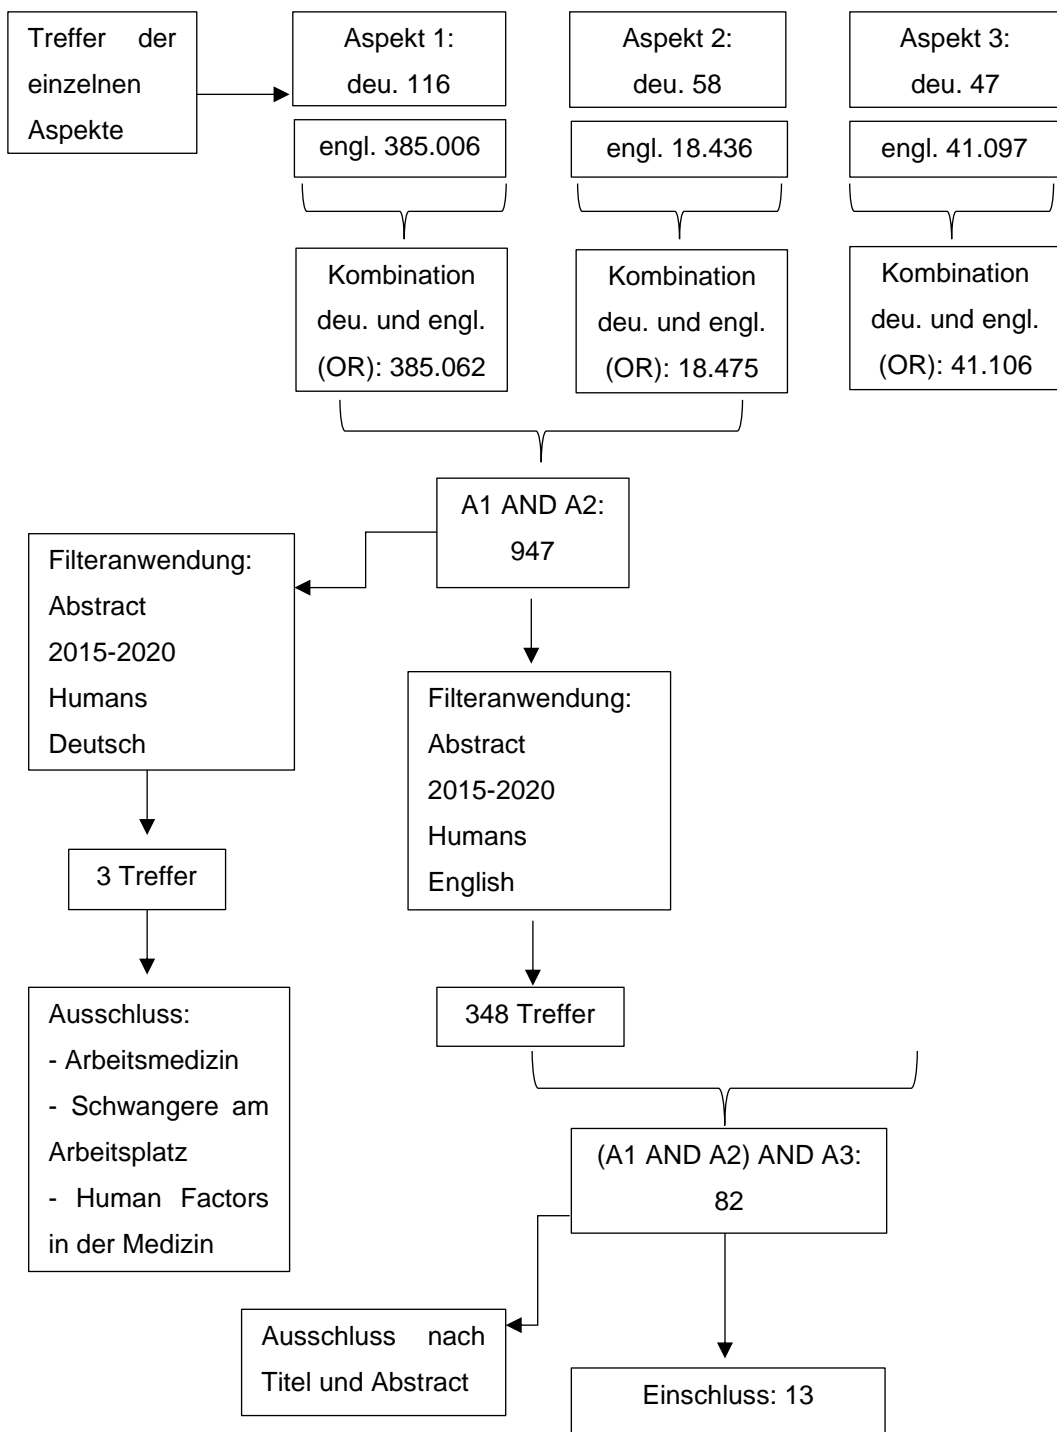 Treffer der
einzelnen
Aspekte
Aspekt 1:
deu. 116
Aspekt 2:
deu. 58
Aspekt 3:
deu. 47
engl. 385.006
engl. 18.436
engl. 41.097
Kombination
deu. und engl.
(OR): 385.062
Kombination
deu. und engl.
(OR): 18.475
Kombination
deu. und engl.
(OR): 41.106
A1 AND A2:
947
Filteranwendung:
Abstract
2015-2020
Humans
Deutsch
Filteranwendung:
Abstract
2015-2020
Humans
English
3 Treffer
348 Treffer
Ausschluss:
- Arbeitsmedizin
- Schwangere am
Arbeitsplatz
- Human Factors
in der Medizin
(A1 AND A2) AND A3:
82
Ausschluss nach
Titel und Abstract
Einschluss: 13